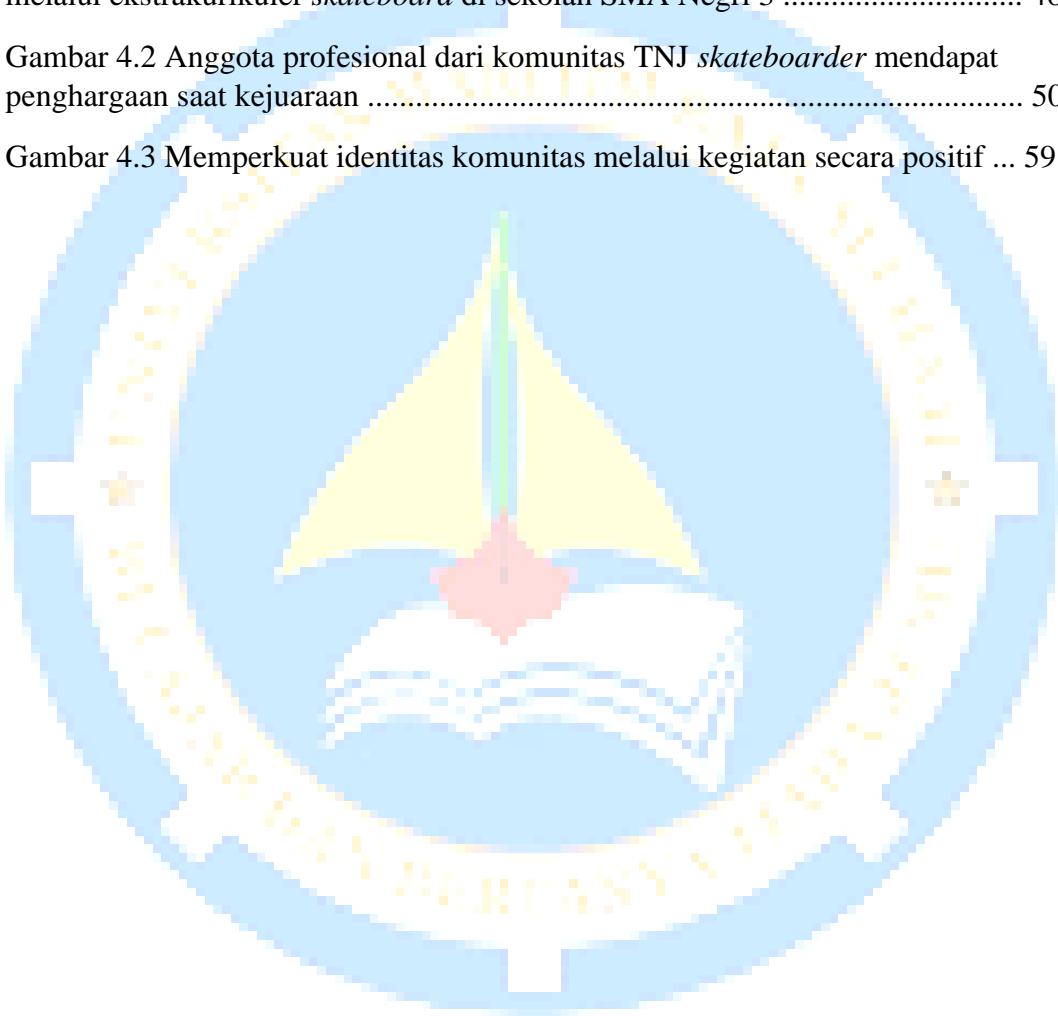 melalui ekstrakurikuler skateboard di sekolah SMA Negri 3 ..............................
Gambar 4.2 Anggota profesional dari komunitas TNJ skateboarder mendapat
penghargaan saat kejuaraan ................................................................................... 50
Gambar 4.3 Memperkuat identitas komunitas melalui kegiatan secara positif ... 59